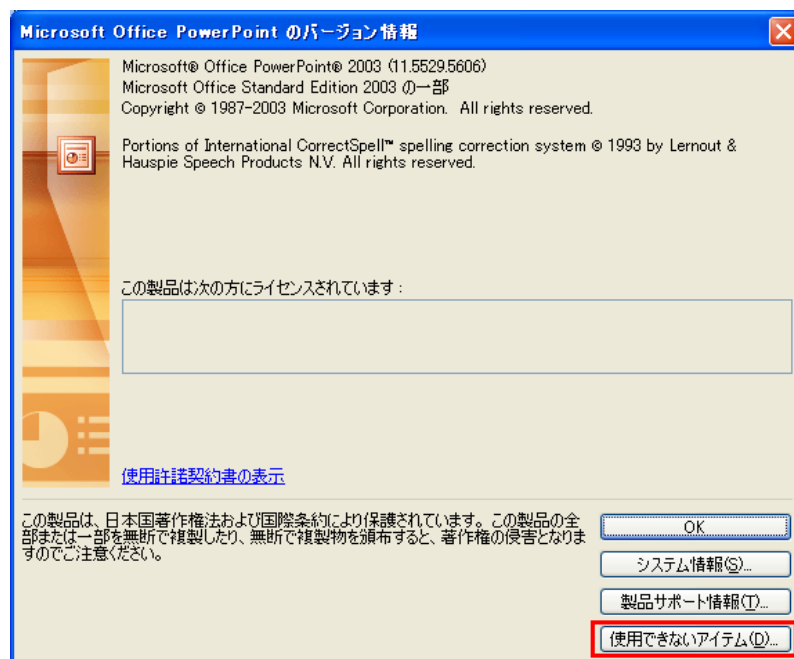 Microsoft Office PowerPoint のバージョン情報
Microsoft® Office PowerPoint® 2003 (11.5529.5606)
Microsoft Office Standard Edition 2003 の一部
Copyright © 1987-2003 Microsoft Corporation.  All rights reserved.
Portions of International CorrectSpell™ spelling correction system © 1993 by Lernout &
Hauspie Speech Products N.V. All rights reserved.
この製品は次の方にライセンスされています :
使用許諾契約書の表示
この製品は、日本国著作権法および国際条約により保護されています。この製品の全
部または一部を無断で複製したり、無断で複製物を頒布すると、著作権の侵害となりま
すのでご注意ください。
OK
システム情報(S)...
製品サポート情報(T)...
使用できないアイテム(D)...